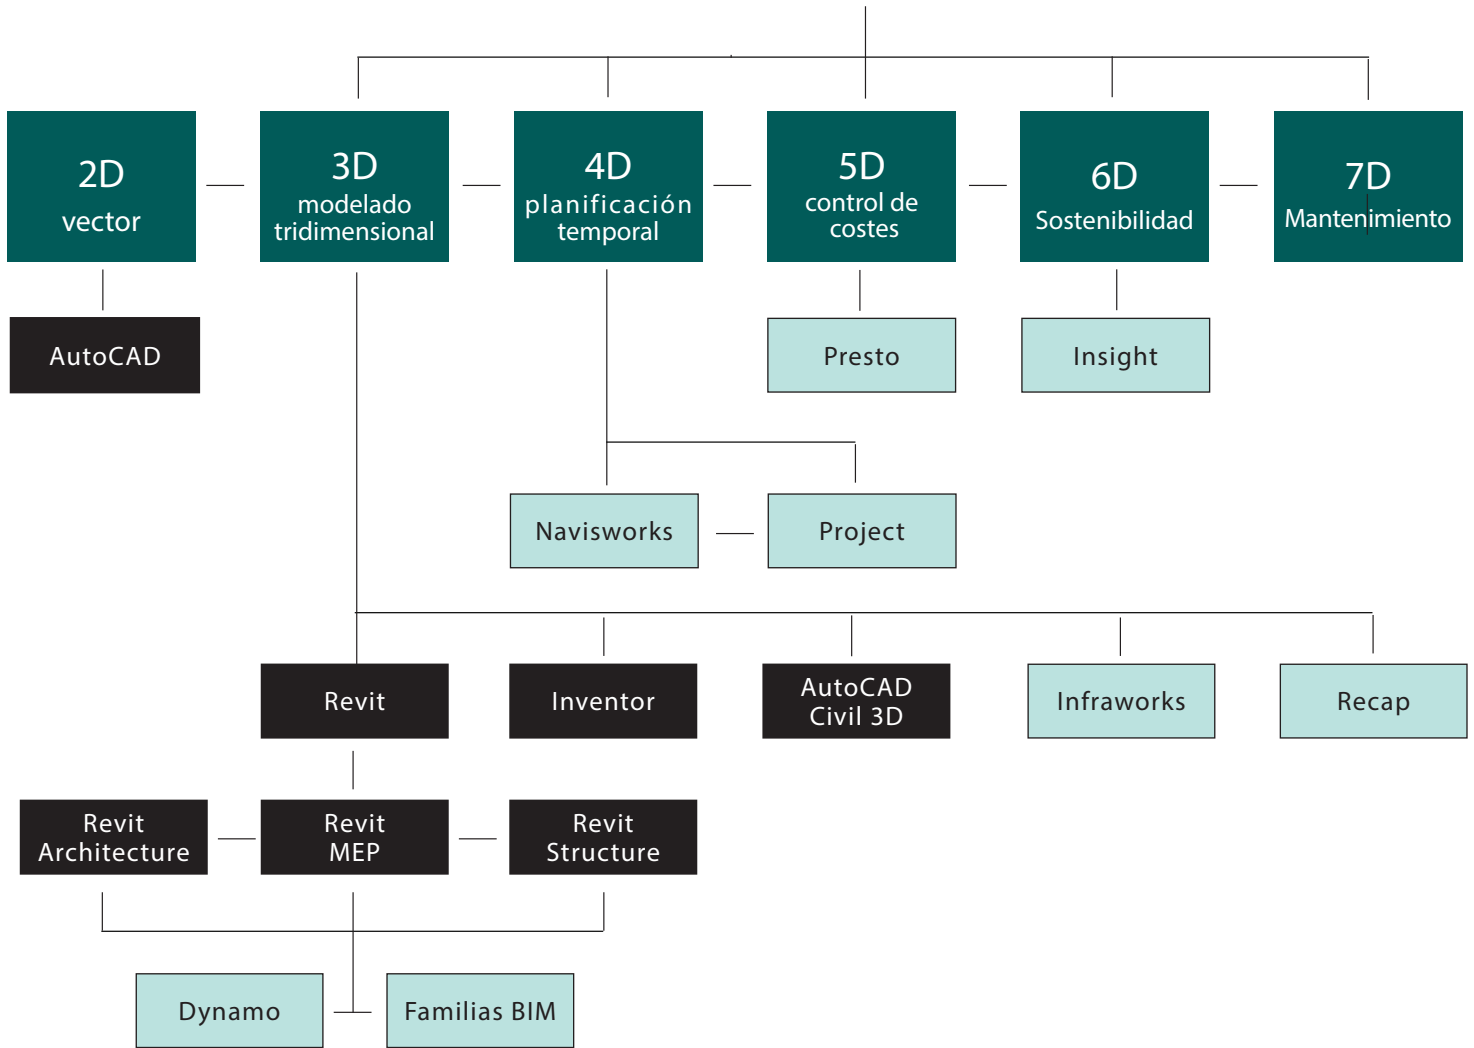 2D
vector
3D
modelado
tridimensional
4D
planificación
temporal
5D
control de
costes
6D
Sostenibilidad
7D
Mantenimiento
AutoCAD
Presto
Insight
Navisworks
Project
Revit
Inventor
AutoCAD
Civil 3D
Infraworks
Recap
Revit
Architecture
Revit
MEP
Revit
Structure
Dynamo
Familias BIM